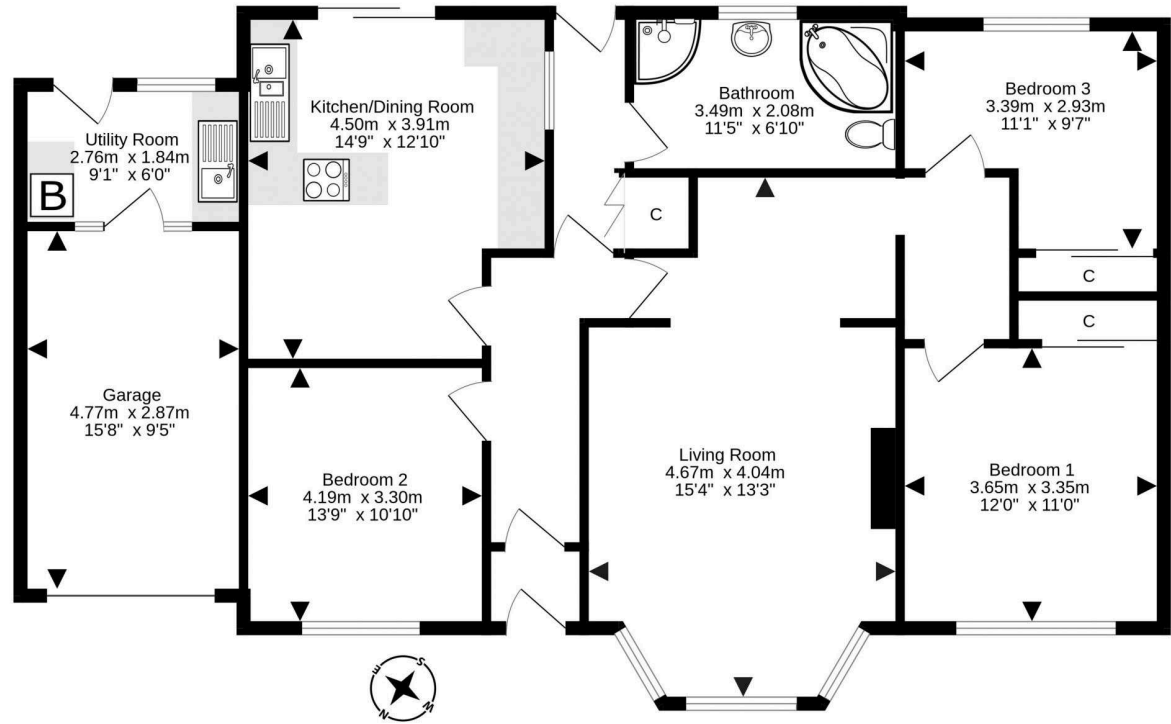 Kitchen/Dining Room
4.50m x 3.91m
14'9" x 12'10"
Bathroom
3.49m x 2.08m
11'5" x 6'10"
Bedroom 3
3.39m x 2.93m
11'1" x 9'7"
Utility Room
2.76m x 1.84m
9'1" x 6'0"
B
C
C
C
Garage
4.77m x 2.87m
15'8" x 9'5"
Bedroom 2
4.19m x 3.30m
13'9" x 10'10"
Living Room
4.67m x 4.04m
15'4" x 13'3"
Bedroom 1
3.65m x 3.35m
12'0" x 11'0"
E
S
N
W